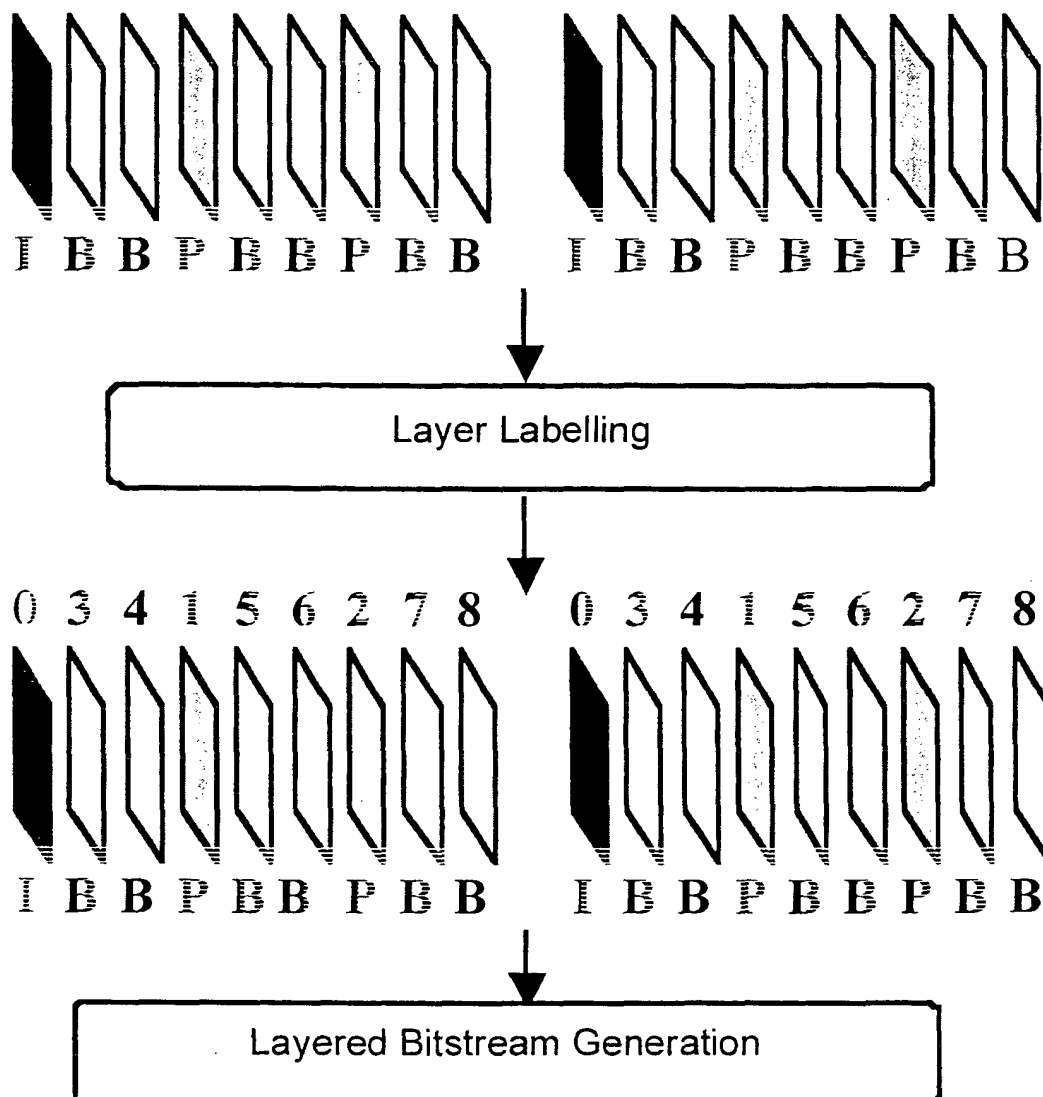 I B B P B B P B B I B B P B B P B B
Layer Labelling
0 3 4 1 5 6 2 7 8 0 3 4 1 5 6 2 7 8
I B B P B B P B B I B B P B B P B B
Layered Bitstream Generation